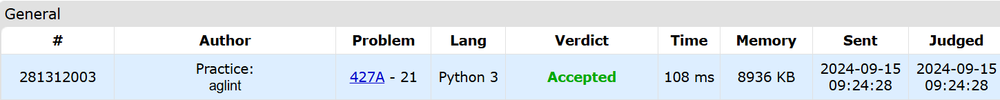 General
# Author Problem Lang Verdict Time Memory Sent Judged
281312003 Practice: aglint 427A - 21 Python 3 Accepted 108 ms 8936 KB 2024-09-15 09:24:28 2024-09-15 09:24:28